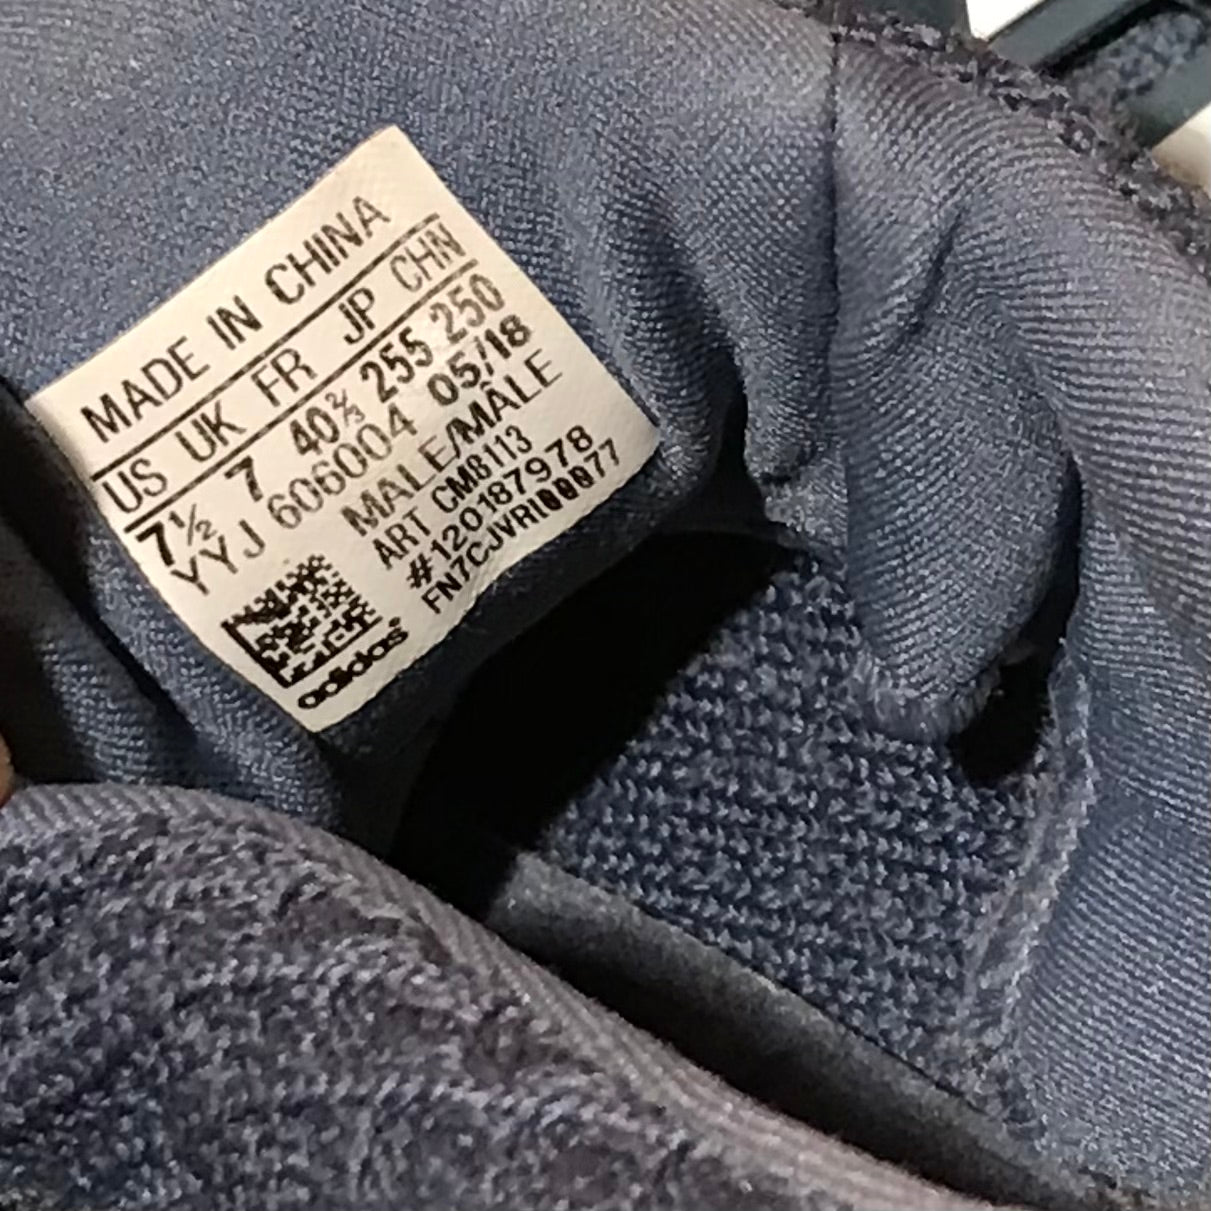 MADE IN CHINA
US UK FR JP CHN
7½ 7 40⅔ 255 250
YYJ 606004 05/18
MALE/MÂLE
ART CM8113
#120187978
FN7CJVRI00077
adidas